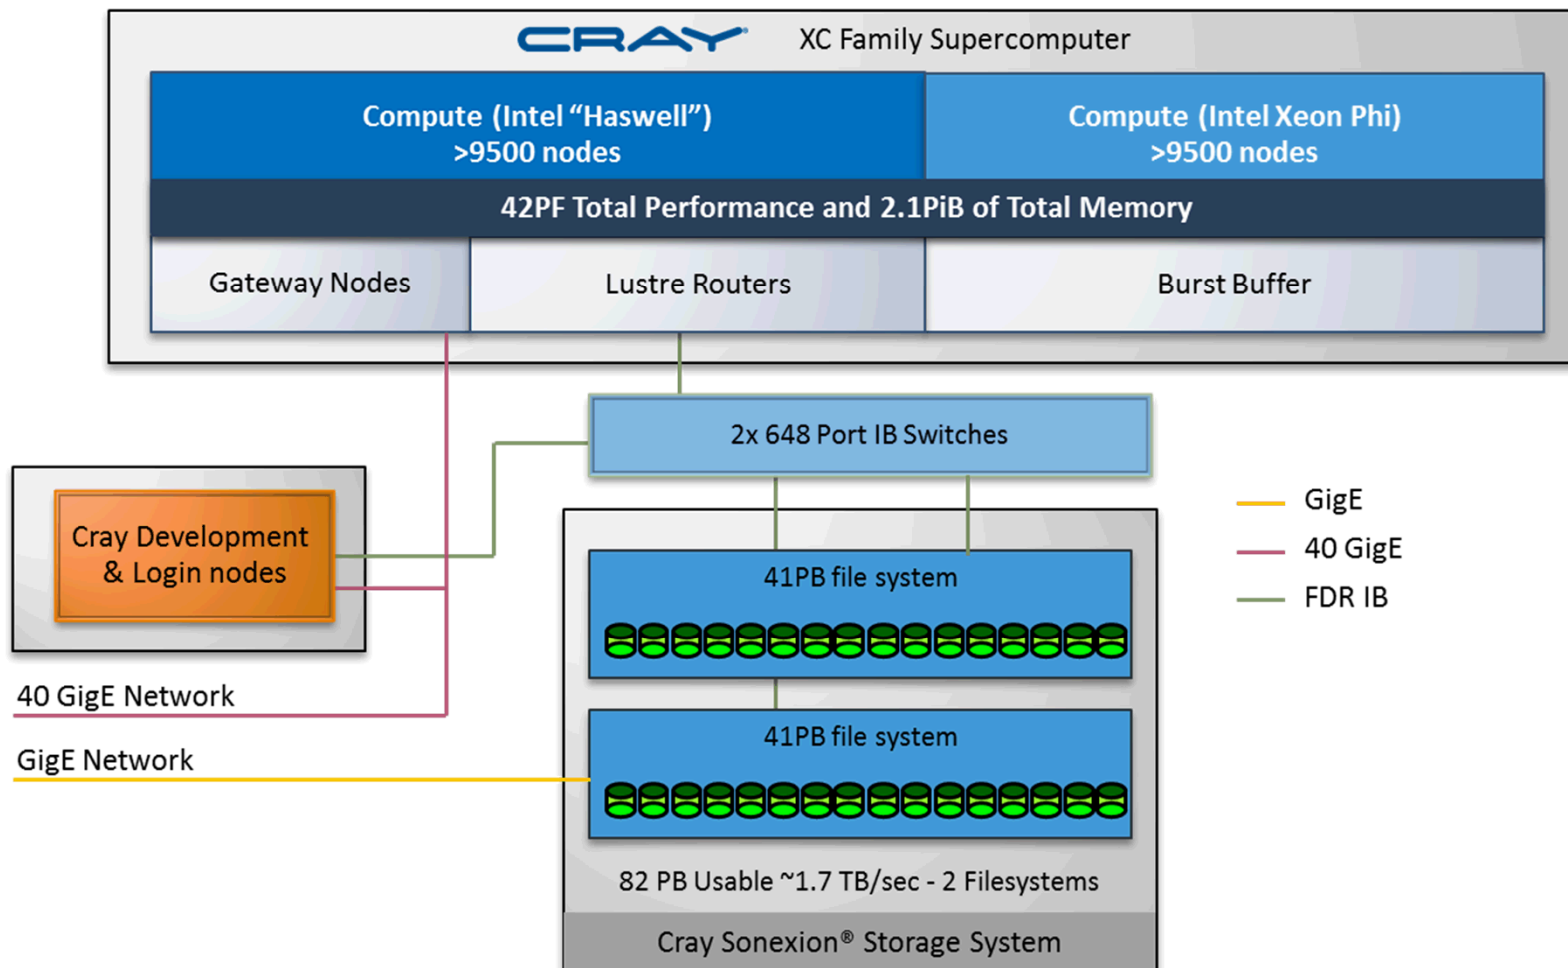 CRAY XC Family Supercomputer
Compute (Intel “Haswell”)
>9500 nodes
Compute (Intel Xeon Phi)
>9500 nodes
42PF Total Performance and 2.1PiB of Total Memory
Gateway Nodes
Lustre Routers
Burst Buffer
2x 648 Port IB Switches
Cray Development
& Login nodes
GigE
40 GigE
FDR IB
41PB file system
40 GigE Network
GigE Network
41PB file system
82 PB Usable ~1.7 TB/sec - 2 Filesystems
Cray Sonexion® Storage System